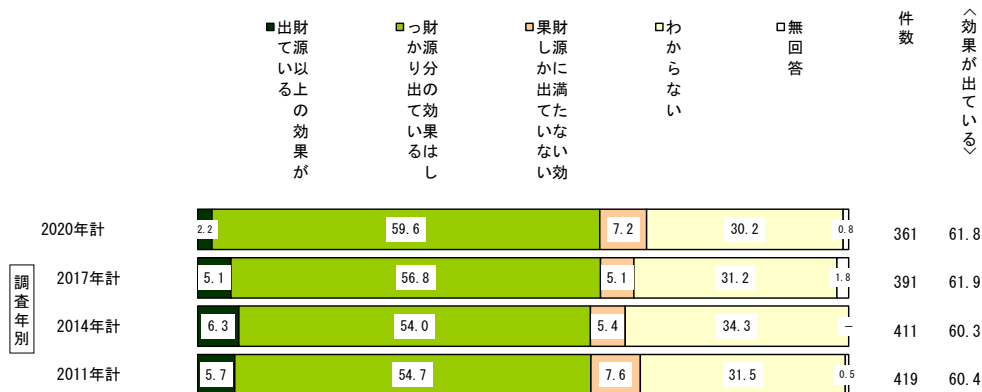 ■財源以上の効果が
出ている
■財源分の効果はし
っかり出ている
■財源に満たない効
果しか出ていない
□わからない
□無回答
件数
〈効果が出ている〉
調査年別
2020年計 2.2 59.6 7.2 30.2 0.8 361 61.8
2017年計 5.1 56.8 5.1 31.2 1.8 391 61.9
2014年計 6.3 54.0 5.4 34.3 － 411 60.3
2011年計 5.7 54.7 7.6 31.5 0.5 419 60.4